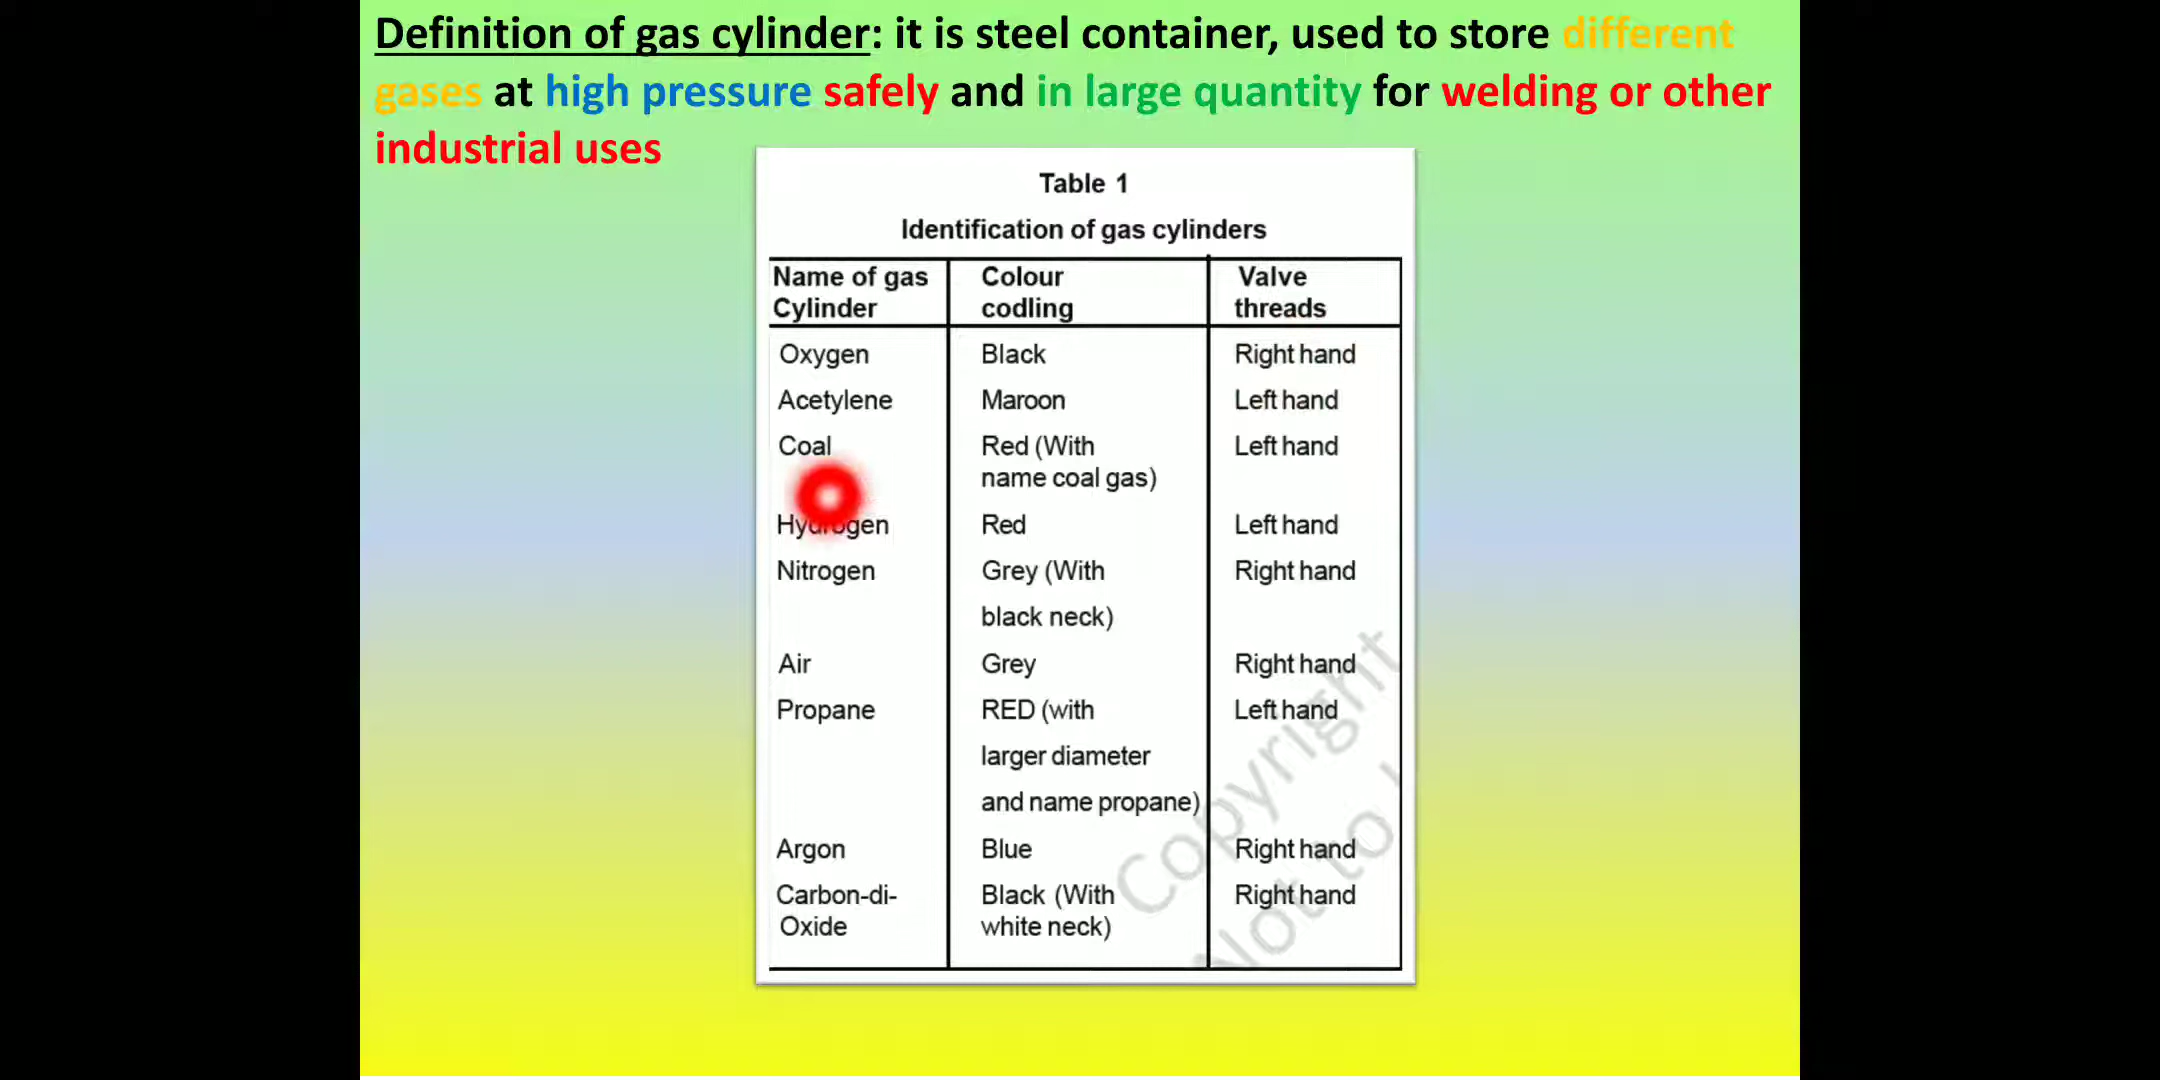 Definition of gas cylinder: it is steel container, used to store different
gases at high pressure safely and in large quantity for welding or other
industrial uses
Table 1
Identification of gas cylinders
Name of gas Cylinder Colour codling Valve threads
Oxygen Black Right hand
Acetylene Maroon Left hand
Coal Red (With Left hand
name coal gas)
Hydrogen Red Left hand
Nitrogen Grey (With Right hand
black neck)
Air Grey Right hand
Propane RED (with Left hand
larger diameter
and name propane)
Argon Blue Right hand
Carbon-di- Black (With Right hand
Oxide white neck)
Copyright
Not to